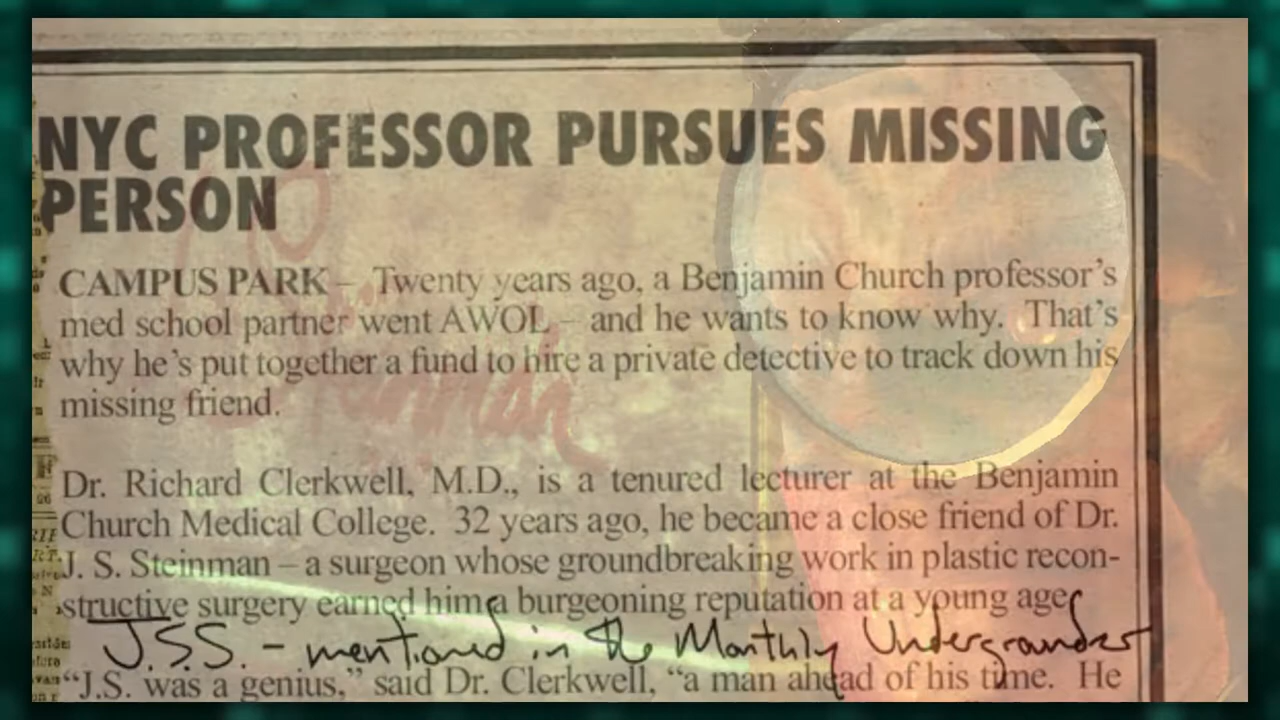 NYC PROFESSOR PURSUES MISSING
PERSON
CAMPUS PARK – Twenty years ago, a Benjamin Church professor's
med school partner went AWOL – and he wants to know why. That's
why he's put together a fund to hire a private detective to track down his
missing friend.
Dr. Richard Clerkwell, M.D., is a tenured lecturer at the Benjamin
Church Medical College. 32 years ago, he became a close friend of Dr.
J. S. Steinman – a surgeon whose groundbreaking work in plastic recon-
structive surgery earned him a burgeoning reputation at a young age.
J.S.S. – mentioned in the Monthly Undergrounder
"J.S. was a genius," said Dr. Clerkwell, "a man ahead of his time. He